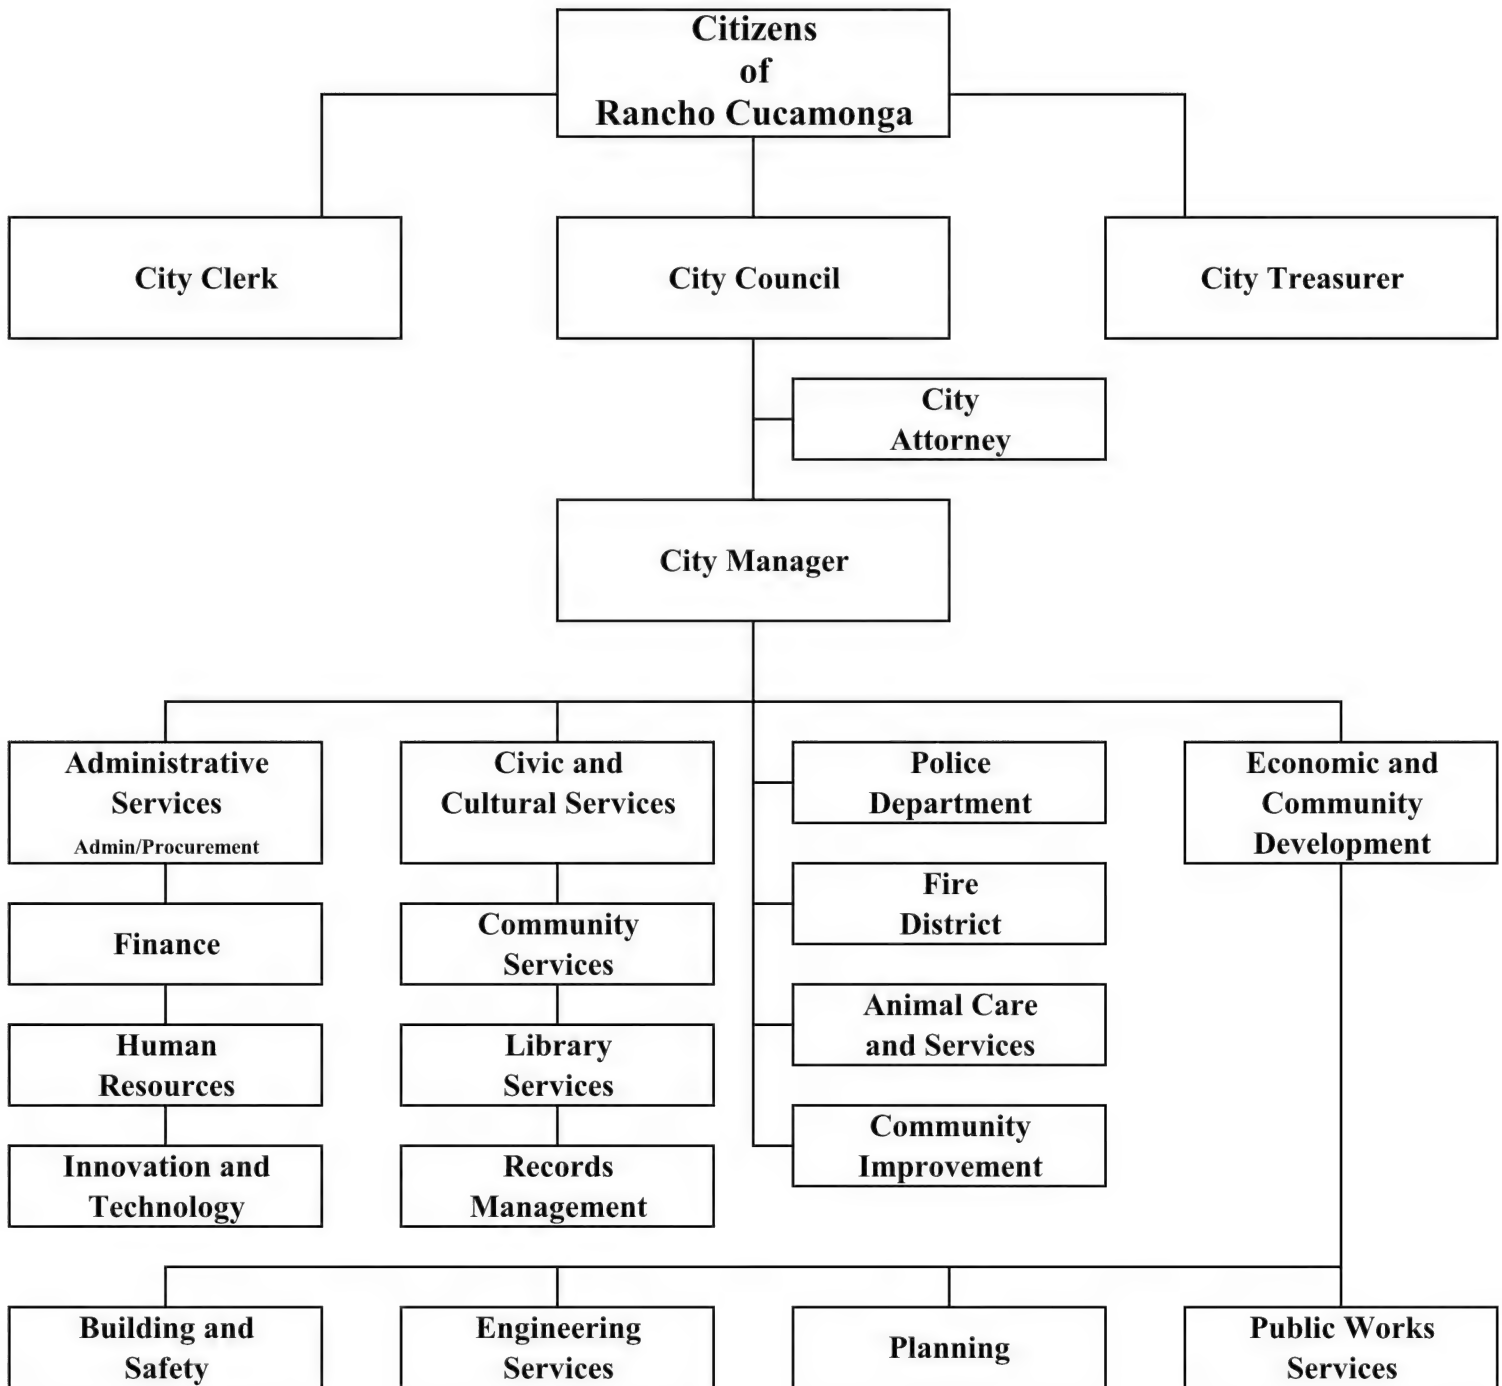 Citizens
of
Rancho Cucamonga
City Clerk
City Council
City Treasurer
City
Attorney
City Manager
Administrative
Services
Admin/Procurement
Civic and
Cultural Services
Police
Department
Economic and
Community
Development
Fire
District
Finance
Community
Services
Animal Care
and Services
Human
Resources
Library
Services
Community
Improvement
Innovation and
Technology
Records
Management
Building and
Safety
Engineering
Services
Planning
Public Works
Services